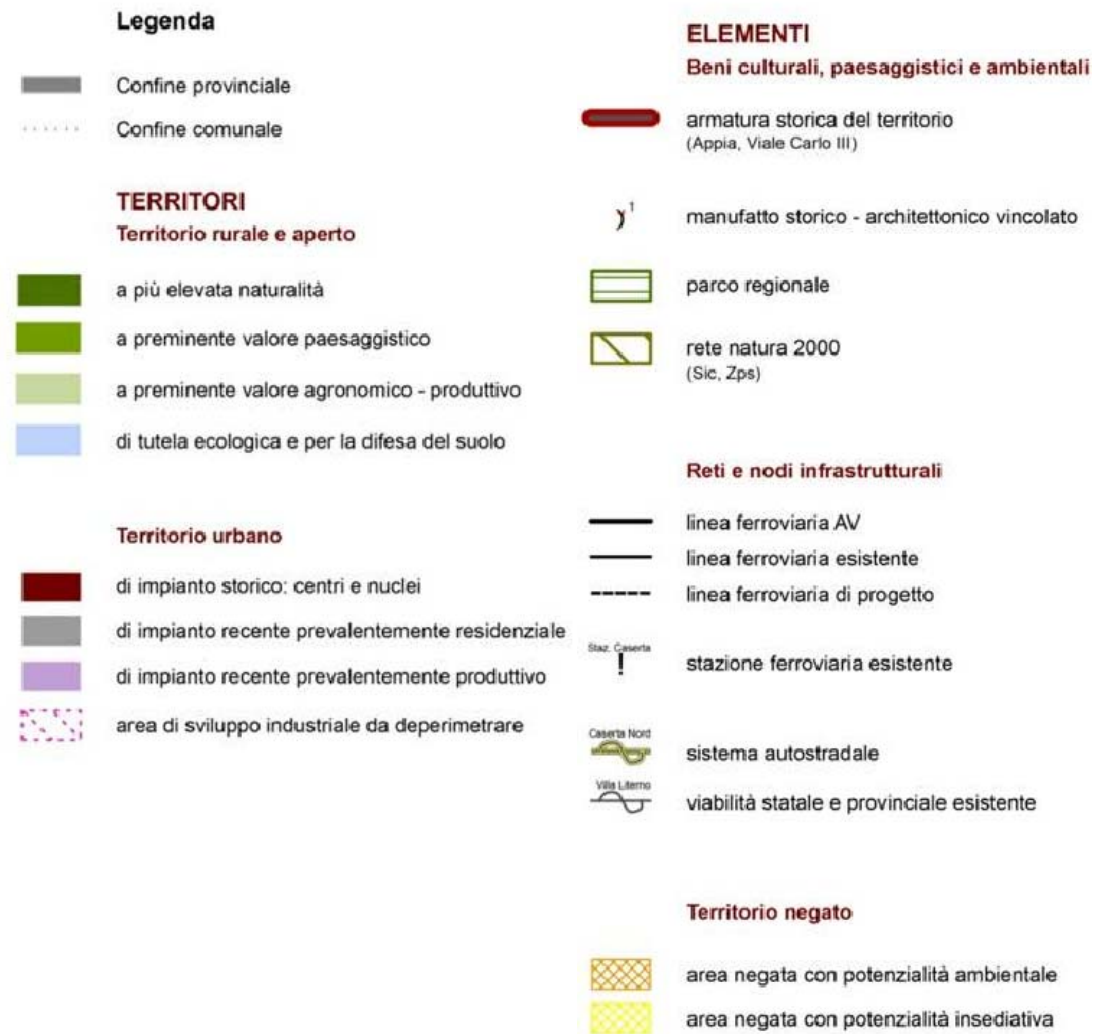 Legenda
Confine provinciale
Confine comunale
TERRITORI
Territorio rurale e aperto
a più elevata naturalità
a preminente valore paesaggistico
a preminente valore agronomico - produttivo
di tutela ecologica e per la difesa del suolo
Territorio urbano
di impianto storico: centri e nuclei
di impianto recente prevalentemente residenziale
di impianto recente prevalentemente produttivo
area di sviluppo industriale da deperimetrare
ELEMENTI
Beni culturali, paesaggistici e ambientali
armatura storica del territorio
(Appia, Viale Carlo III)
1
manufatto storico - architettonico vincolato
parco regionale
rete natura 2000
(Sic, Zps)
Reti e nodi infrastrutturali
linea ferroviaria AV
linea ferroviaria esistente
linea ferroviaria di progetto
Staz. Caserta
stazione ferroviaria esistente
Caserta Nord
sistema autostradale
Villa Literno
viabilità statale e provinciale esistente
Territorio negato
area negata con potenzialità ambientale
area negata con potenzialità insediativa